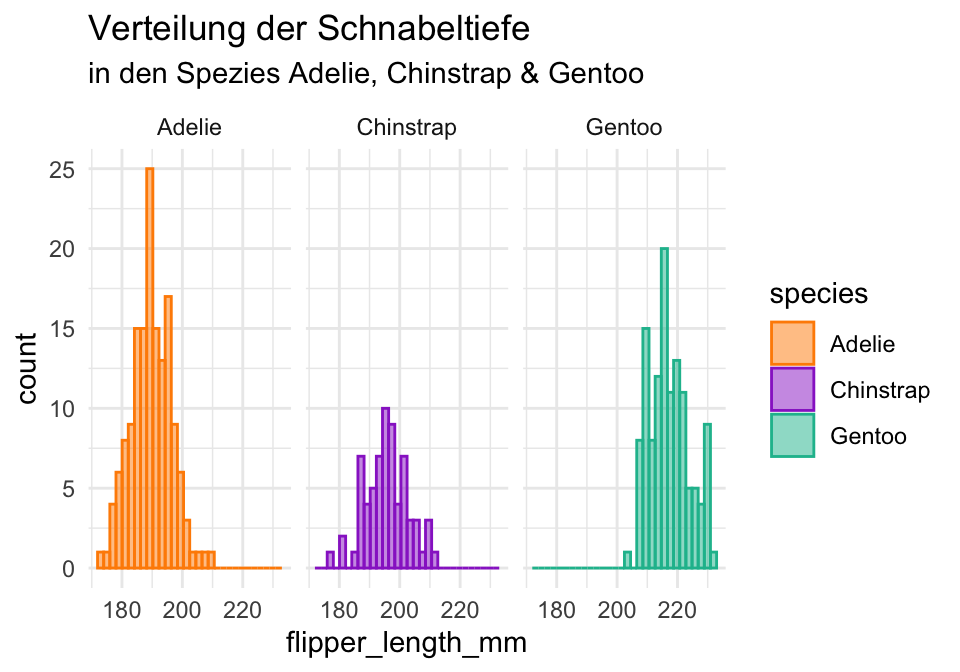 Verteilung der Schnabeltiefe
in den Spezies Adelie, Chinstrap & Gentoo
Adelie Chinstrap Gentoo
25
20
15
10
5
0
count
180 200 220 180 200 220 180 200 220
flipper_length_mm
species
Adelie
Chinstrap
Gentoo